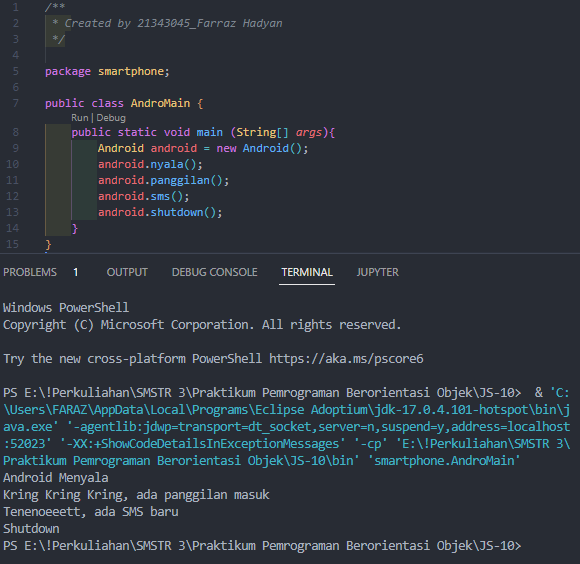 1 /**
2  * Created by 21343045_Farraz Hadyan
3  */
4
5 package smartphone;
6
7 public class AndroMain {
Run | Debug
8     public static void main (String[] args){
9         Android android = new Android();
10         android.nyala();
11         android.panggilan();
12         android.sms();
13         android.shutdown();
14     }
15 }
PROBLEMS 1 OUTPUT DEBUG CONSOLE TERMINAL JUPYTER
Windows PowerShell
Copyright (C) Microsoft Corporation. All rights reserved.
Try the new cross-platform PowerShell https://aka.ms/pscore6
PS E:\!Perkuliahan\SMSTR 3\Praktikum Pemrograman Berorientasi Objek\JS-10>  & 'C:
\Users\FARAZ\AppData\Local\Programs\Eclipse Adoptium\jdk-17.0.4.101-hotspot\bin\j
ava.exe' '-agentlib:jdwp=transport=dt_socket,server=n,suspend=y,address=localhost
:52023' '-XX:+ShowCodeDetailsInExceptionMessages' '-cp' 'E:\!Perkuliahan\SMSTR 3\
Praktikum Pemrograman Berorientasi Objek\JS-10\bin' 'smartphone.AndroMain'
Android Menyala
Kring Kring Kring, ada panggilan masuk
Tenenoeeett, ada SMS baru
Shutdown
PS E:\!Perkuliahan\SMSTR 3\Praktikum Pemrograman Berorientasi Objek\JS-10>